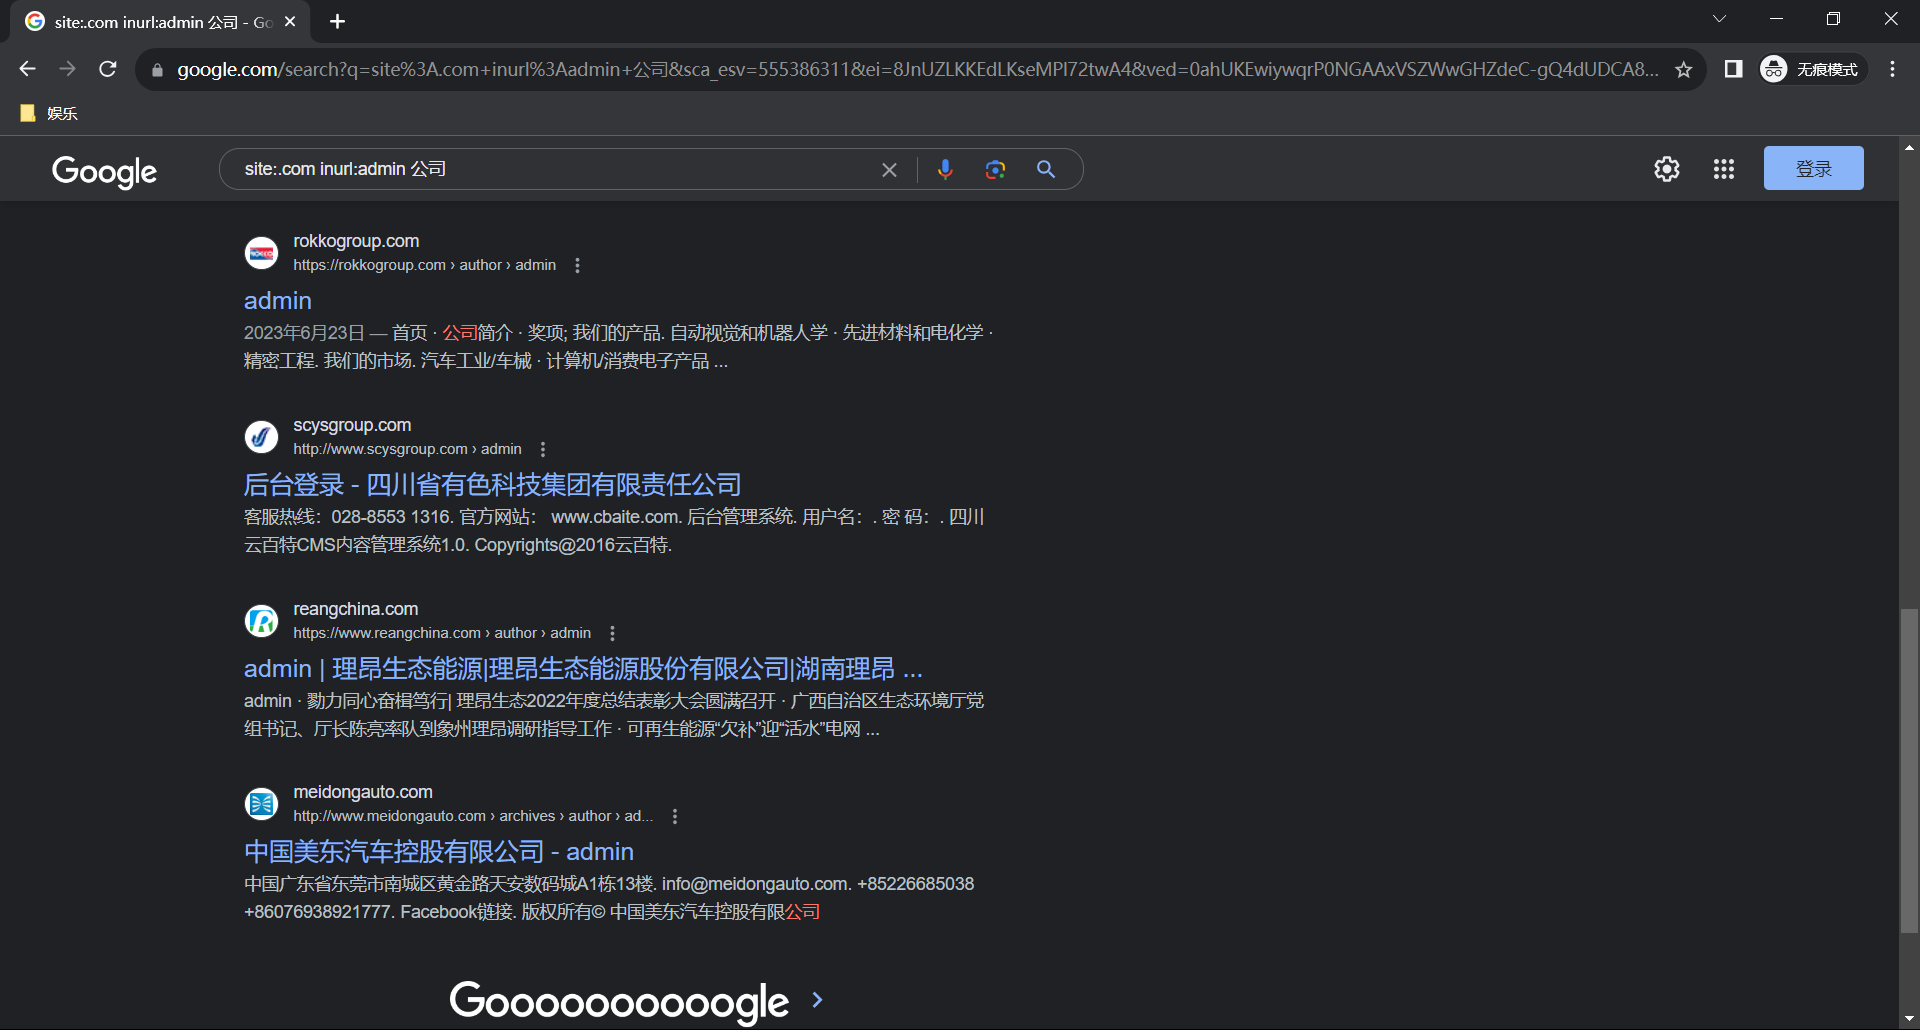 site:.com inurl:admin 公司 - Go
google.com/search?q=site%3A.com+inurl%3Aadmin+公司&sca_esv=555386311&ei=8JnUZLKKEdLKseMPl72twA4&ved=0ahUKEwiywqrP0NGAAxVSZWwGHZdeC-gQ4dUDCA8...
无痕模式
娱乐
Google
site:.com inurl:admin 公司
登录
rokkogroup.com
https://rokkogroup.com › author › admin
admin
2023年6月23日 — 首页 · 公司简介 · 奖项; 我们的产品. 自动视觉和机器人学 · 先进材料和电化学 ·
精密工程. 我们的市场. 汽车工业/车械 · 计算机/消费电子产品 ...
scysgroup.com
http://www.scysgroup.com › admin
后台登录 - 四川省有色科技集团有限责任公司
客服热线：028-8553 1316. 官方网站： www.cbaite.com. 后台管理系统. 用户名：. 密 码：. 四川
云百特CMS内容管理系统1.0. Copyrights@2016云百特.
reangchina.com
https://www.reangchina.com › author › admin
admin | 理昂生态能源|理昂生态能源股份有限公司|湖南理昂 ...
admin · 勠力同心奋楫笃行| 理昂生态2022年度总结表彰大会圆满召开 · 广西自治区生态环境厅党
组书记、厅长陈亮率队到象州理昂调研指导工作 · 可再生能源“欠补”迎“活水”电网 ...
meidongauto.com
http://www.meidongauto.com › archives › author › ad...
中国美东汽车控股有限公司 - admin
中国广东省东莞市南城区黄金路天安数码城A1栋13楼. info@meidongauto.com. +85226685038
+86076938921777. Facebook链接. 版权所有© 中国美东汽车控股有限公司
Goooooooooogle